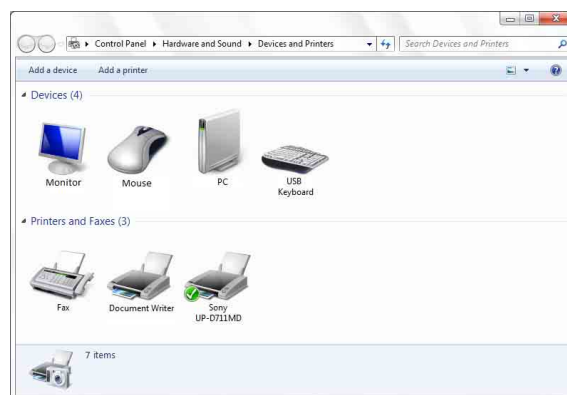 Control Panel Hardware and Sound Devices and Printers
Search Devices and Printers
Add a device Add a printer
Devices (4)
Monitor Mouse PC USB
Keyboard
Printers and Faxes (3)
Fax Document Writer Sony
UP-D711MD
7 items